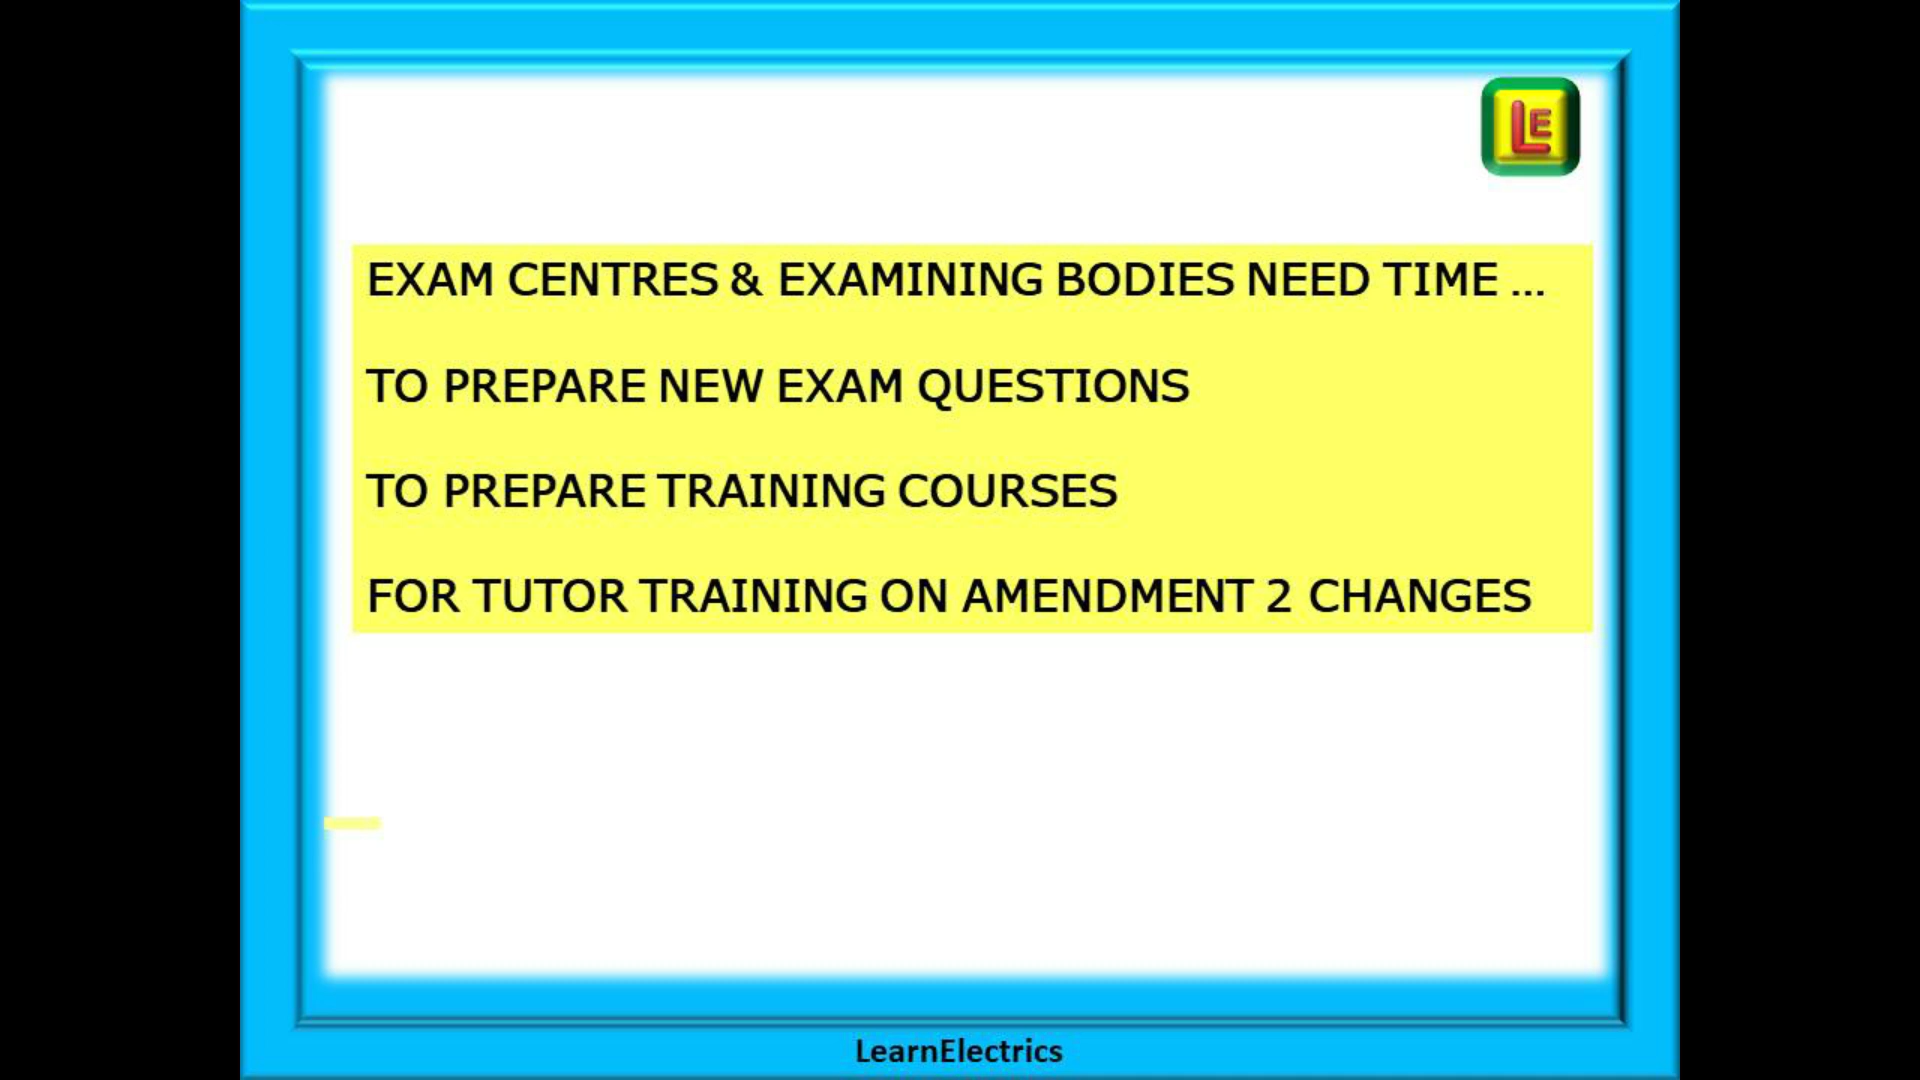 LE
EXAM CENTRES & EXAMINING BODIES NEED TIME ...
TO PREPARE NEW EXAM QUESTIONS
TO PREPARE TRAINING COURSES
FOR TUTOR TRAINING ON AMENDMENT 2 CHANGES
LearnElectrics